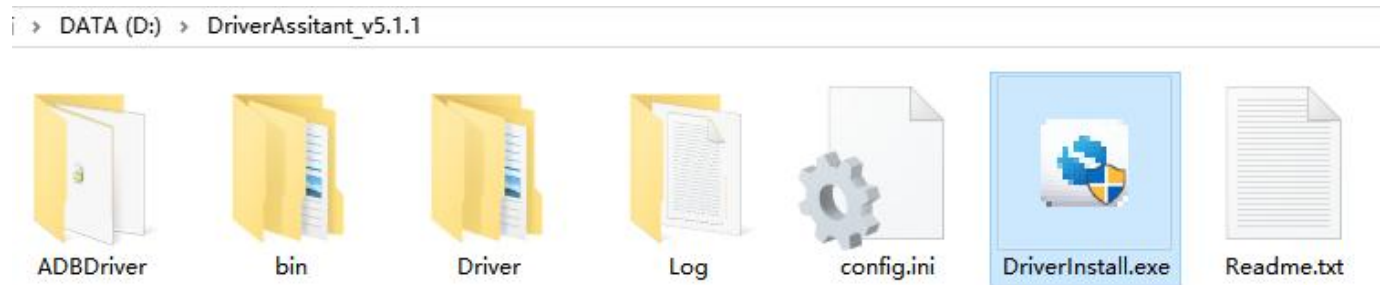 > DATA (D:) > DriverAssitant_v5.1.1
ADBDriver bin Driver Log config.ini DriverInstall.exe Readme.txt